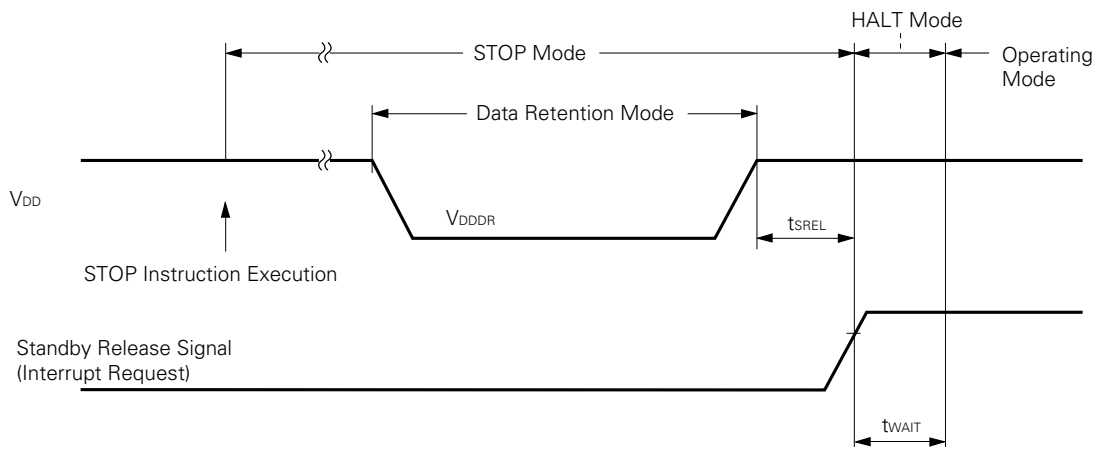 HALT Mode
STOP Mode
Operating
Mode
Data Retention Mode
VDD
VDDDR
tSREL
STOP Instruction Execution
Standby Release Signal
(Interrupt Request)
tWAIT